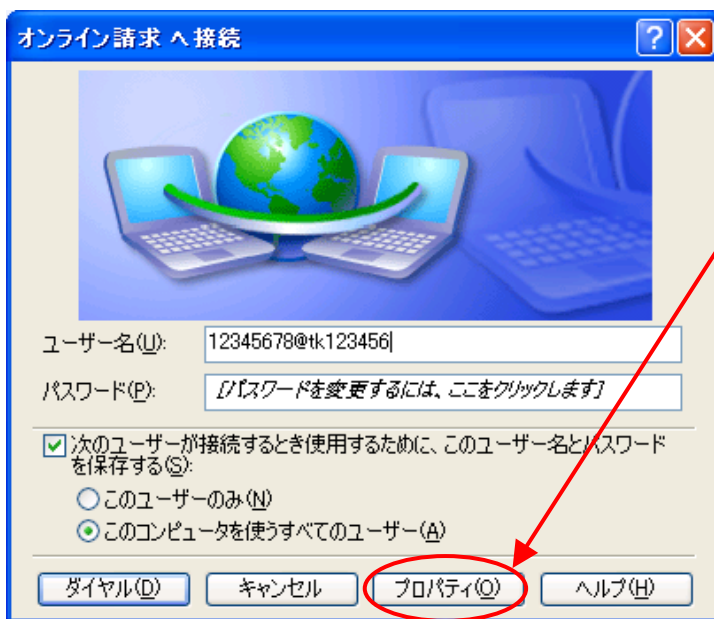 オンライン請求 へ接続
ユーザー名(U): 12345678@tk123456
パスワード(P): [パスワードを変更するには、ここをクリックします]
次のユーザーが接続するとき使用するために、このユーザー名とパスワード
を保存する(S):
このユーザーのみ(N)
このコンピュータを使うすべてのユーザー(A)
ダイヤル(D) キャンセル プロパティ(O) ヘルプ(H)